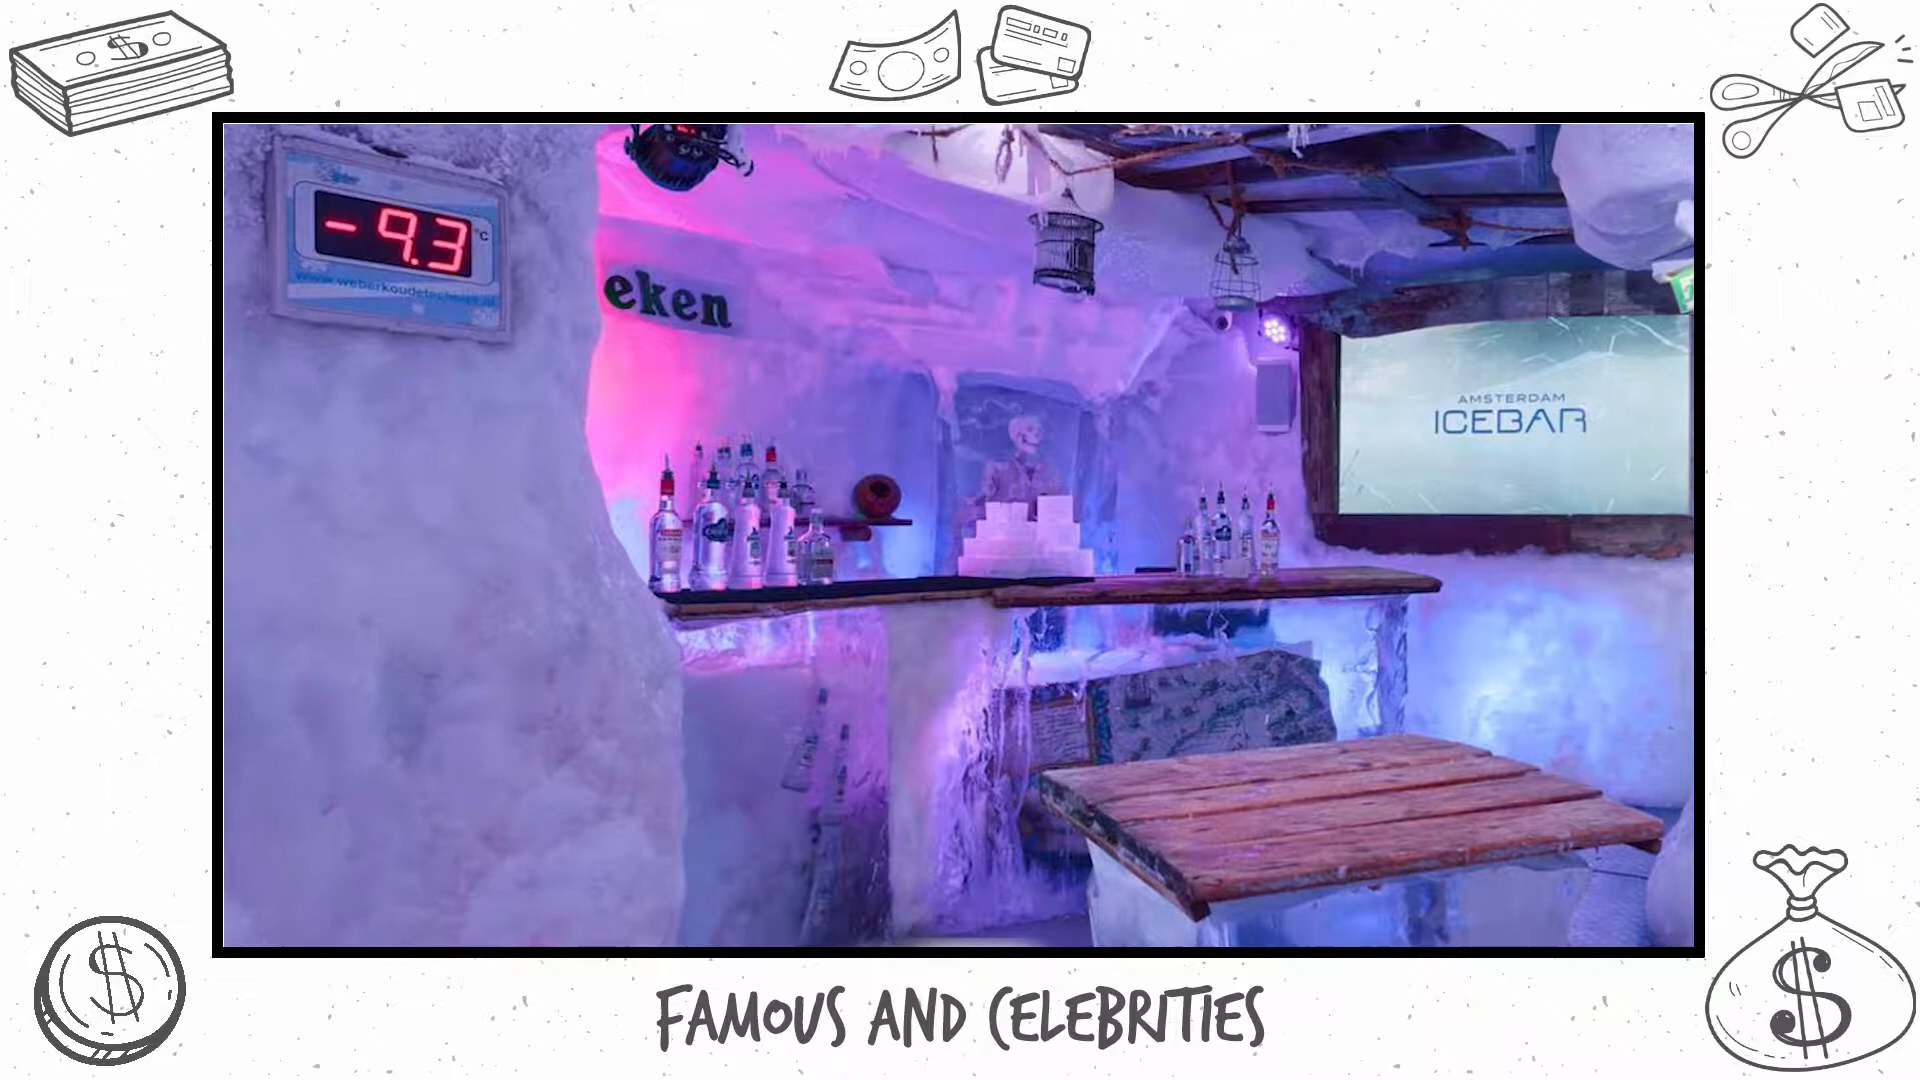 -9.3
°C
www.weberkoudetechniek.nl
eken
AMSTERDAM
ICEBAR
FAMOUS AND CELEBRITIES